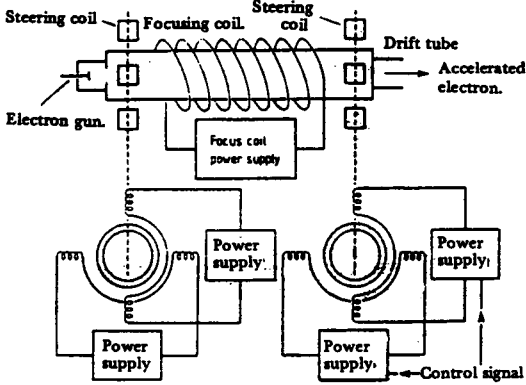 Steering coil
Focusing coil.
Steering
coil
Drift tube
Accelerated
electron.
Electron gun.
Focus coil
power supply
Power
supply
Power
supply
Power
supply
Power
supply
Control signal